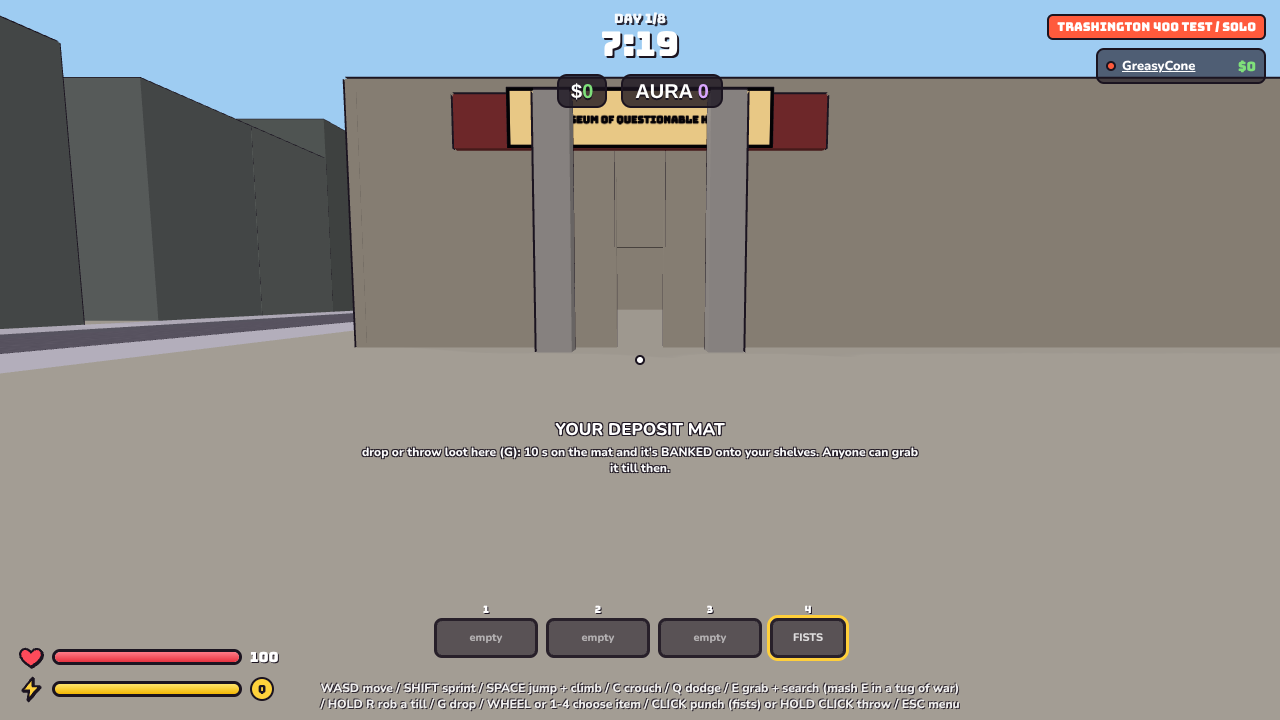 DAY 1/8
7:19
TRASHINGTON 400 TEST / SOLO
GreasyCone $0
$0 AURA 0
SEUM OF QUESTIONABLE H
YOUR DEPOSIT MAT
drop or throw loot here (G): 10 s on the mat and it's BANKED onto your shelves. Anyone can grab
it till then.
1 2 3 4
empty empty empty FISTS
100
0
WASD move / SHIFT sprint / SPACE jump + climb / C crouch / Q dodge / E grab + search (mash E in a tug of war)
/ HOLD R rob a till / G drop / WHEEL or 1-4 choose item / CLICK punch (fists) or HOLD CLICK throw / ESC menu